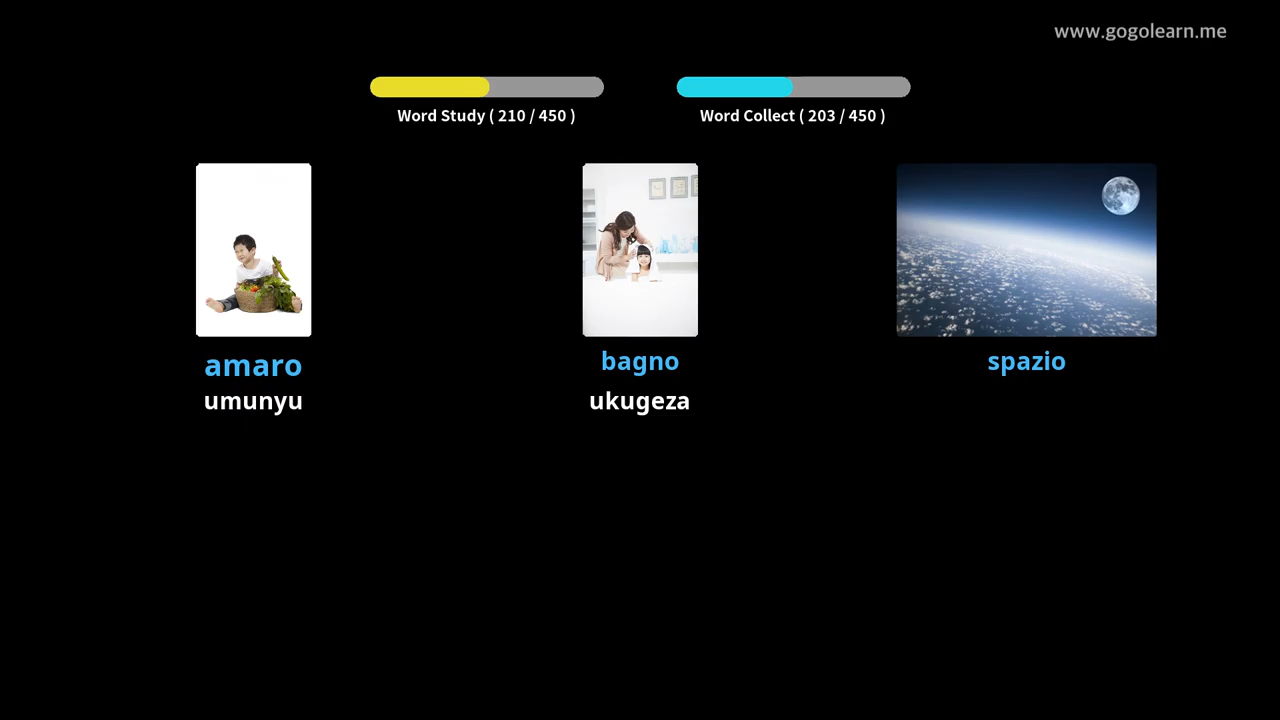 www.gogolearn.me
Word Study ( 210 / 450 )
Word Collect ( 203 / 450 )
amaro
umunyu
bagno
ukugeza
spazio